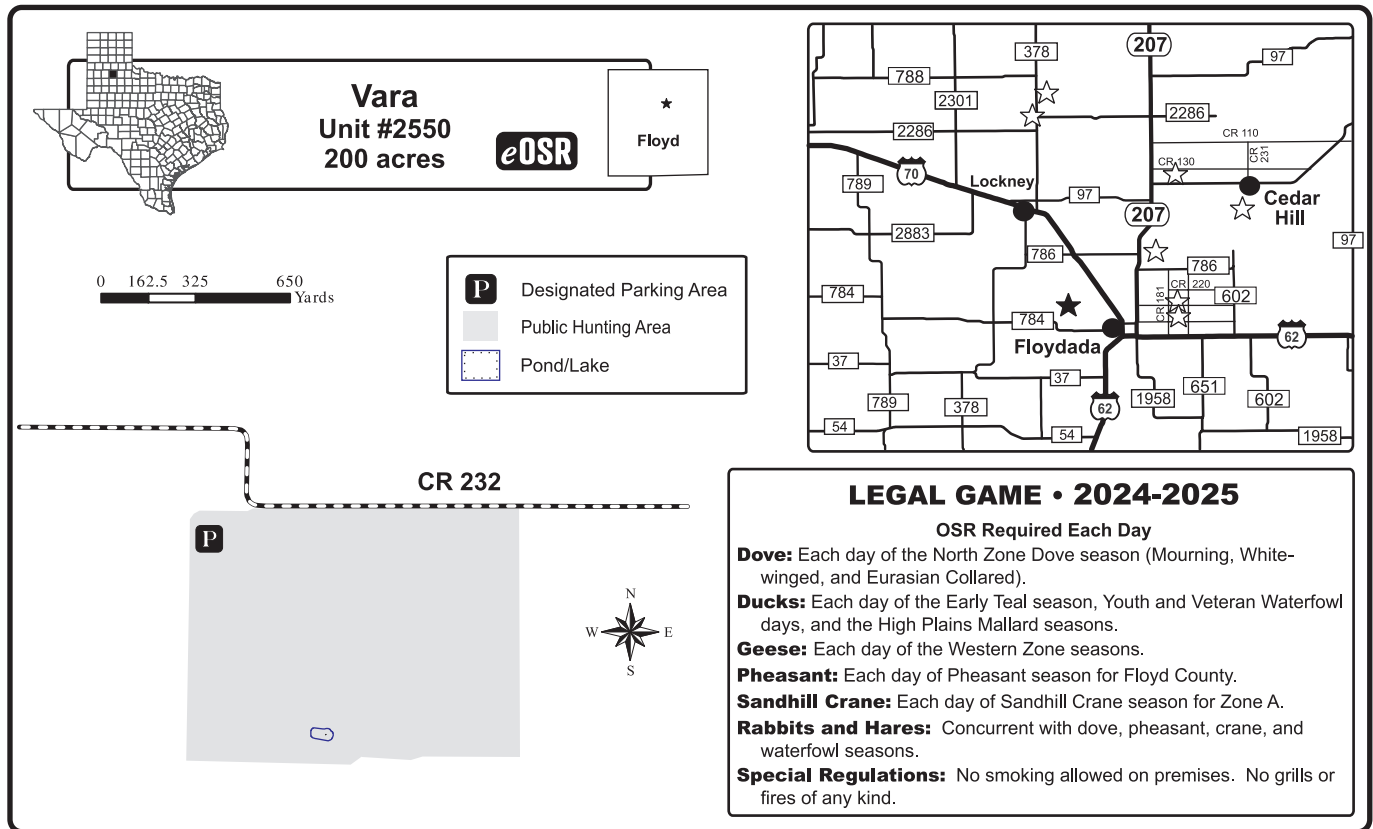 Vara
Unit #2550
200 acres
eOSR
Floyd
0 162.5 325 650
Yards
P Designated Parking Area
Public Hunting Area
Pond/Lake
378
207
97
788
2301
2286
2286
CR 110
CR 231
CR 130
70
789
Lockney
97
Cedar
Hill
207
2883
97
786
786
784
CR 220
CR 181
602
784
Floydada
62
37
37
651
789
378
62
1958
602
54
54
1958
CR 232
P
N
W E
S
LEGAL GAME • 2024-2025
OSR Required Each Day
Dove: Each day of the North Zone Dove season (Mourning, White-
winged, and Eurasian Collared).
Ducks: Each day of the Early Teal season, Youth and Veteran Waterfowl
days, and the High Plains Mallard seasons.
Geese: Each day of the Western Zone seasons.
Pheasant: Each day of Pheasant season for Floyd County.
Sandhill Crane: Each day of Sandhill Crane season for Zone A.
Rabbits and Hares: Concurrent with dove, pheasant, crane, and
waterfowl seasons.
Special Regulations: No smoking allowed on premises. No grills or
fires of any kind.